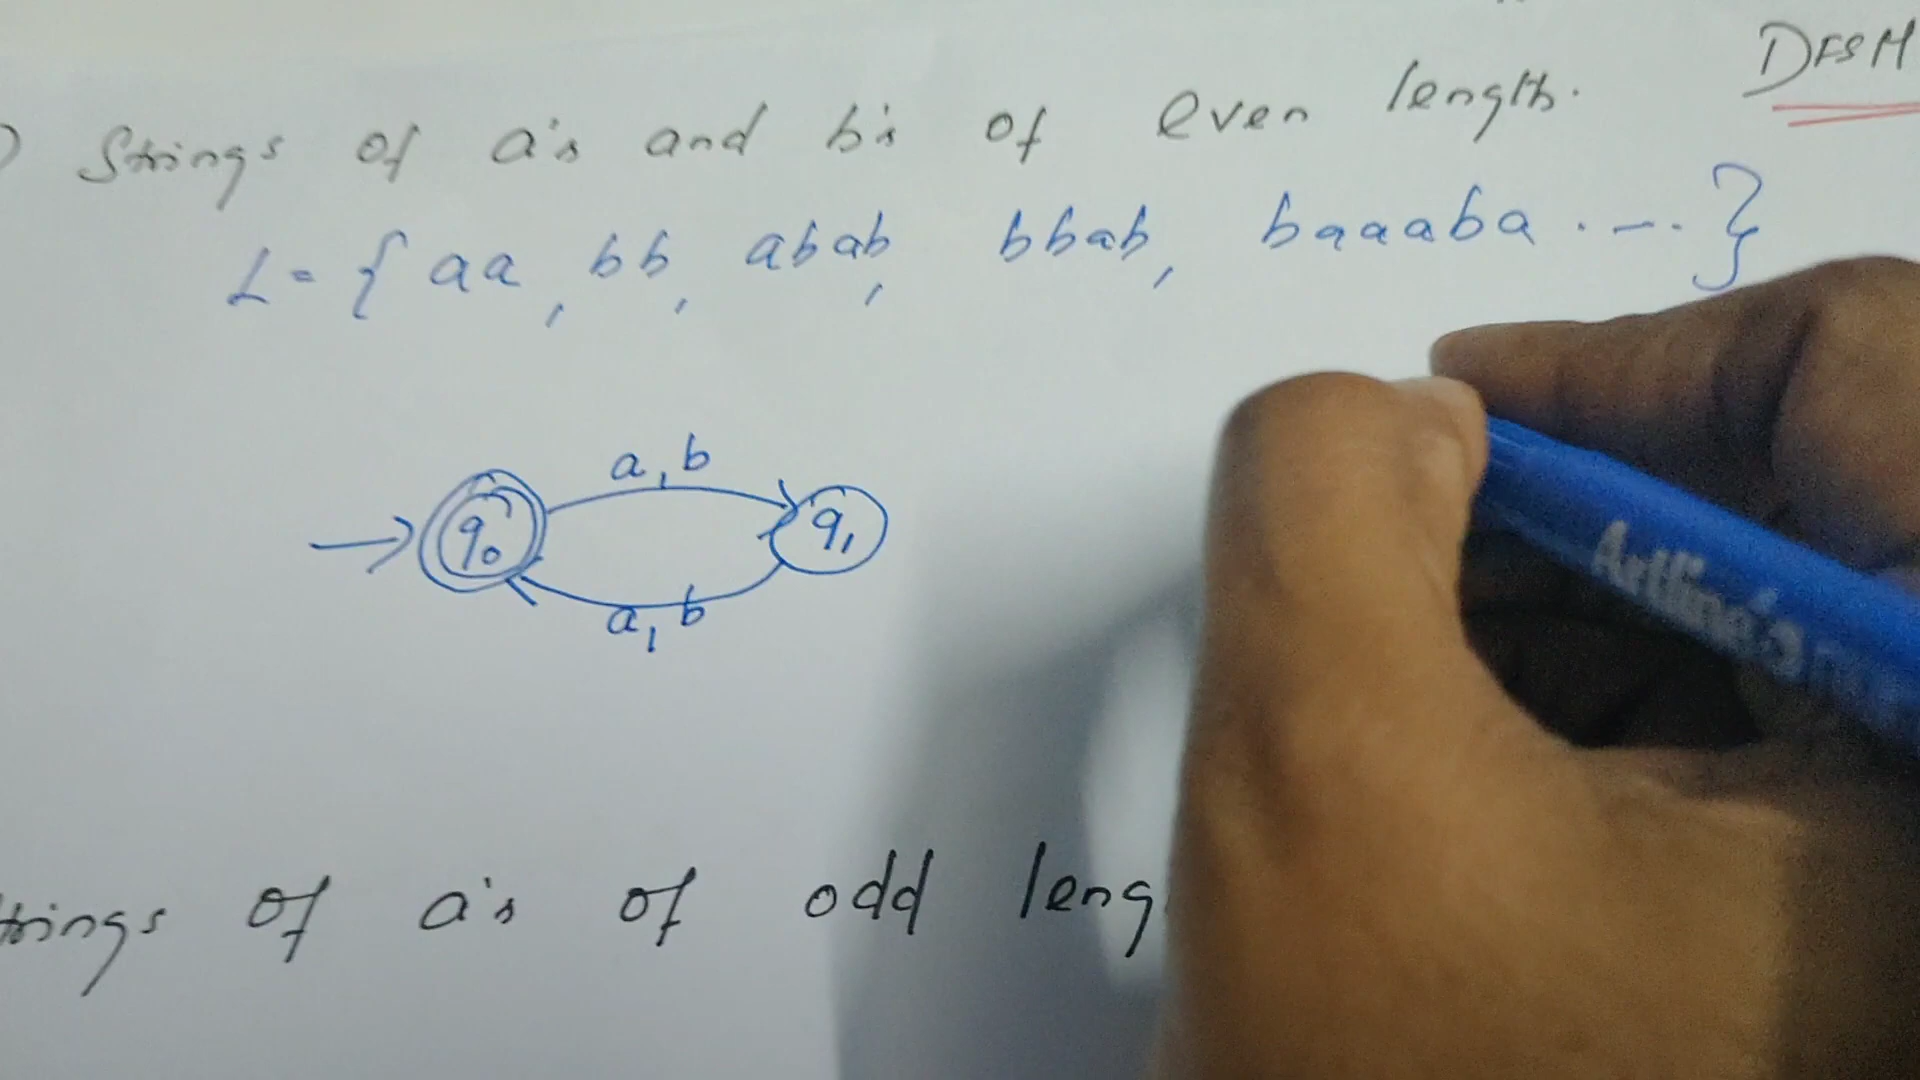 DFSM
) Strings of a's and b's of even length.
L = { aa, bb, abab, bbab, baaaba . - - . }
a, b
q0 q1
a, b
trings of a's of odd leng
Artline